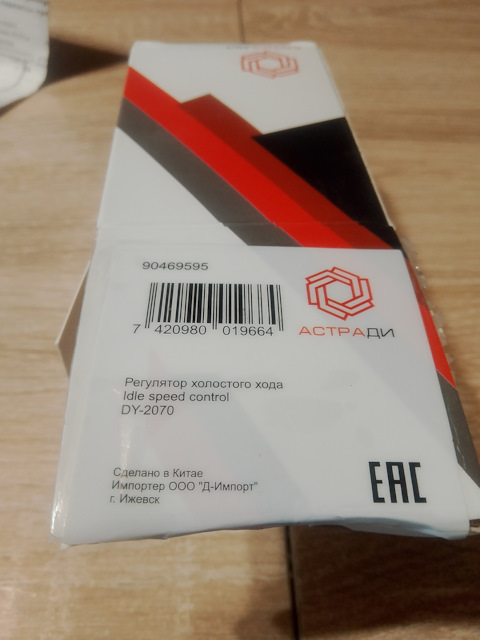 90469595
7 420980 019664
АСТРАДИ
Регулятор холостого хода
Idle speed control
DY-2070
Сделано в Китае
Импортер ООО "Д-Импорт"
г. Ижевск
EAC